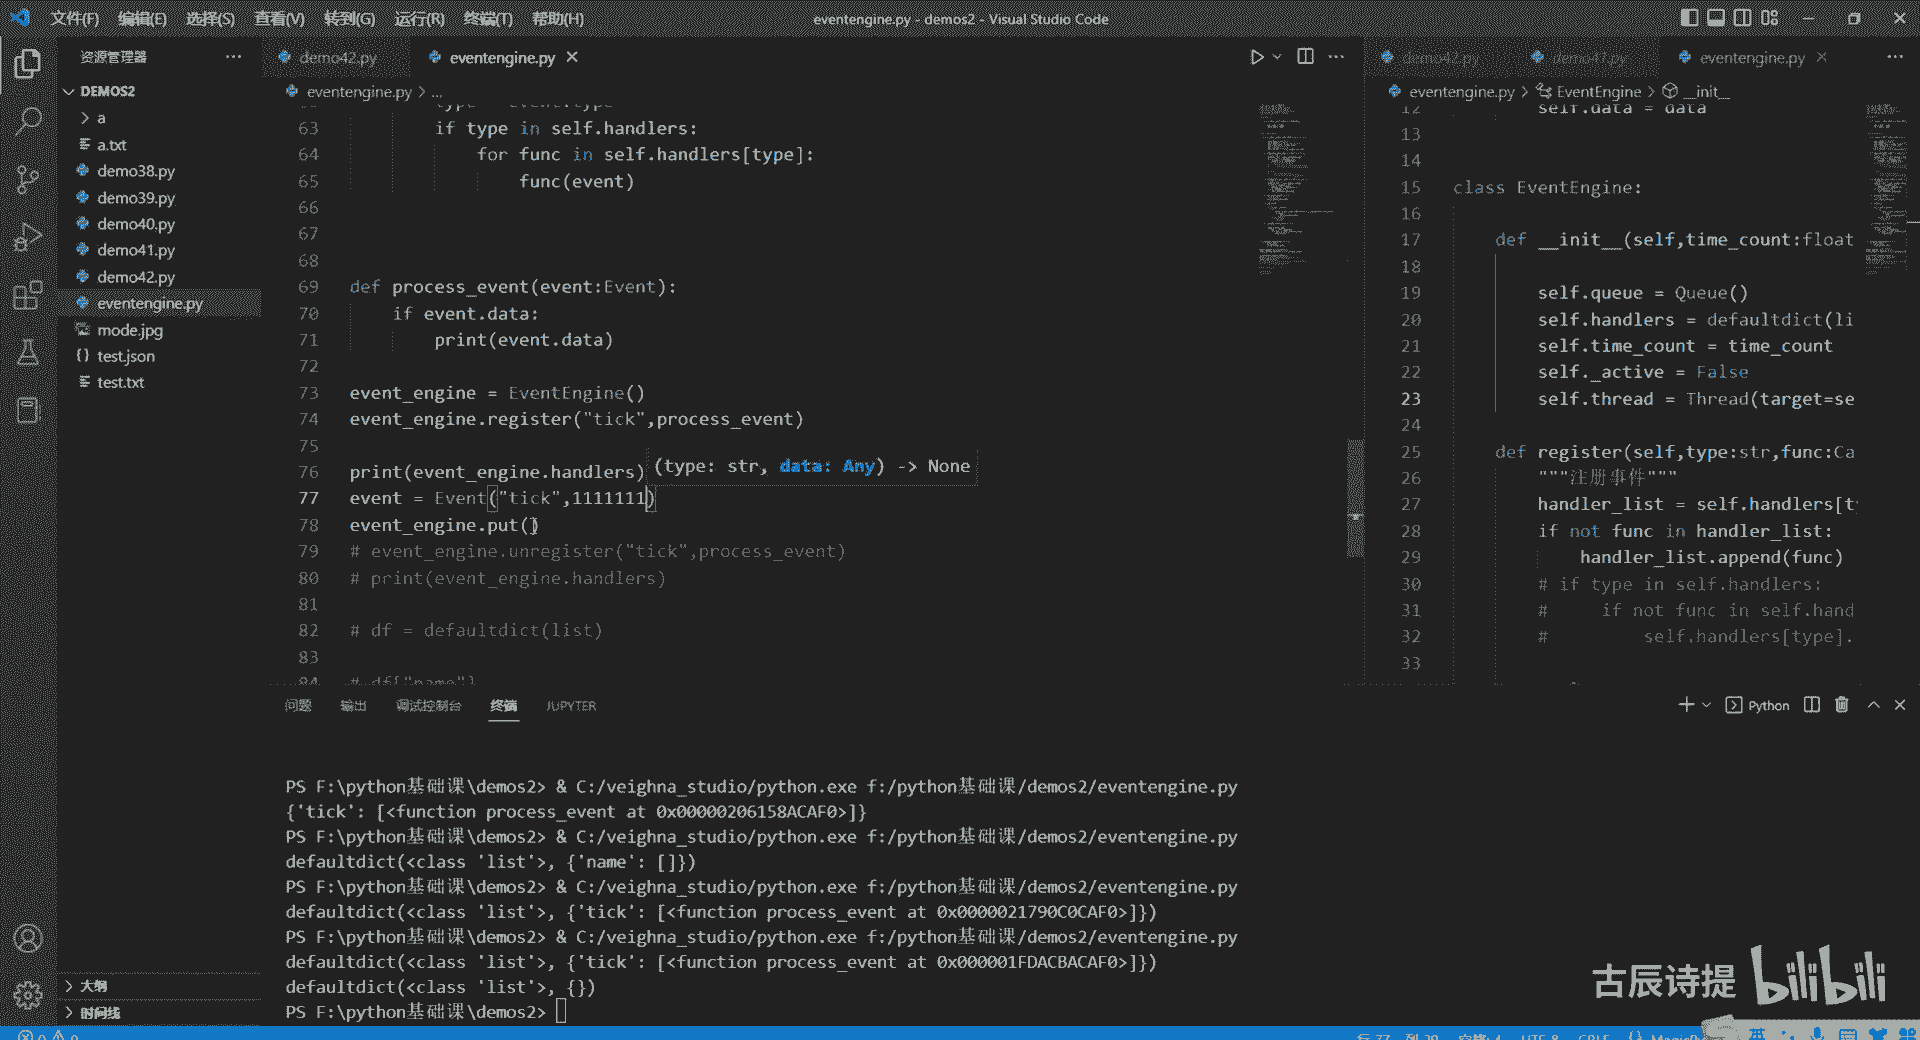 文件(F) 编辑(E) 选择(S) 查看(V) 转到(G) 运行(R) 终端(T) 帮助(H)
eventengine.py - demos2 - Visual Studio Code
资源管理器
DEMOS2
a
a.txt
demo38.py
demo39.py
demo40.py
demo41.py
demo42.py
eventengine.py
mode.jpg
test.json
test.txt
大纲
时间线
demo42.py eventengine.py
eventengine.py > ...
63 if type in self.handlers:
64 for func in self.handlers[type]:
65 func(event)
66
67
68
69 def process_event(event:Event):
70 if event.data:
71 print(event.data)
72
73 event_engine = EventEngine()
74 event_engine.register("tick",process_event)
75
76 print(event_engine.handlers)
(type: str, data: Any) -> None
77 event = Event("tick",1111111)
78 event_engine.put()
79 # event_engine.unregister("tick",process_event)
80 # print(event_engine.handlers)
81
82 # df = defaultdict(list)
83
84 # df["name"]
demo42.py demo47.py eventengine.py
eventengine.py > EventEngine > __init__
12 self.data = data
13
14
15 class EventEngine:
16
17 def __init__(self,time_count:float
18
19 self.queue = Queue()
20 self.handlers = defaultdict(li
21 self.time_count = time_count
22 self._active = False
23 self.thread = Thread(target=se
24
25 def register(self,type:str,func:Ca
26 """注册事件"""
27 handler_list = self.handlers[t
28 if not func in handler_list:
29 handler_list.append(func)
30 # if type in self.handlers:
31 # if not func in self.hand
32 # self.handlers[type].
33
问题 输出 调试控制台 终端 JUPYTER
Python
PS F:\python基础课\demos2> & C:/veighna_studio/python.exe f:/python基础课/demos2/eventengine.py
{'tick': [<function process_event at 0x00000206158ACAF0>]}
PS F:\python基础课\demos2> & C:/veighna_studio/python.exe f:/python基础课/demos2/eventengine.py
defaultdict(<class 'list'>, {'name': []})
PS F:\python基础课\demos2> & C:/veighna_studio/python.exe f:/python基础课/demos2/eventengine.py
defaultdict(<class 'list'>, {'tick': [<function process_event at 0x0000021790C0CAF0>]})
PS F:\python基础课\demos2> & C:/veighna_studio/python.exe f:/python基础课/demos2/eventengine.py
defaultdict(<class 'list'>, {'tick': [<function process_event at 0x000001FDACBACAF0>]})
defaultdict(<class 'list'>, {})
PS F:\python基础课\demos2>
古辰诗提 bilibili